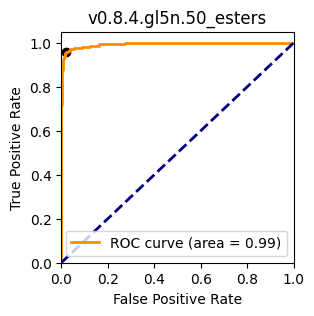 v0.8.4.gl5n.50_esters
1.0
0.8
0.6
0.4
0.2
0.0
True Positive Rate
ROC curve (area = 0.99)
0.0 0.2 0.4 0.6 0.8 1.0
False Positive Rate